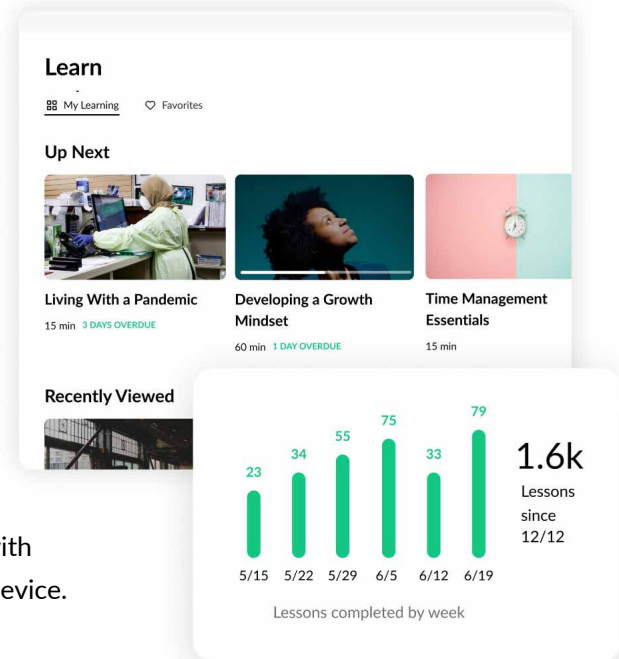 Learn
My Learning
Favorites
Up Next
Living With a Pandemic
15 min 3 DAYS OVERDUE
Developing a Growth
Mindset
60 min 1 DAY OVERDUE
Time Management
Essentials
15 min
Recently Viewed
23
34
55
75
33
79
5/15 5/22 5/29 6/5 6/12 6/19
Lessons completed by week
1.6k
Lessons
since
12/12